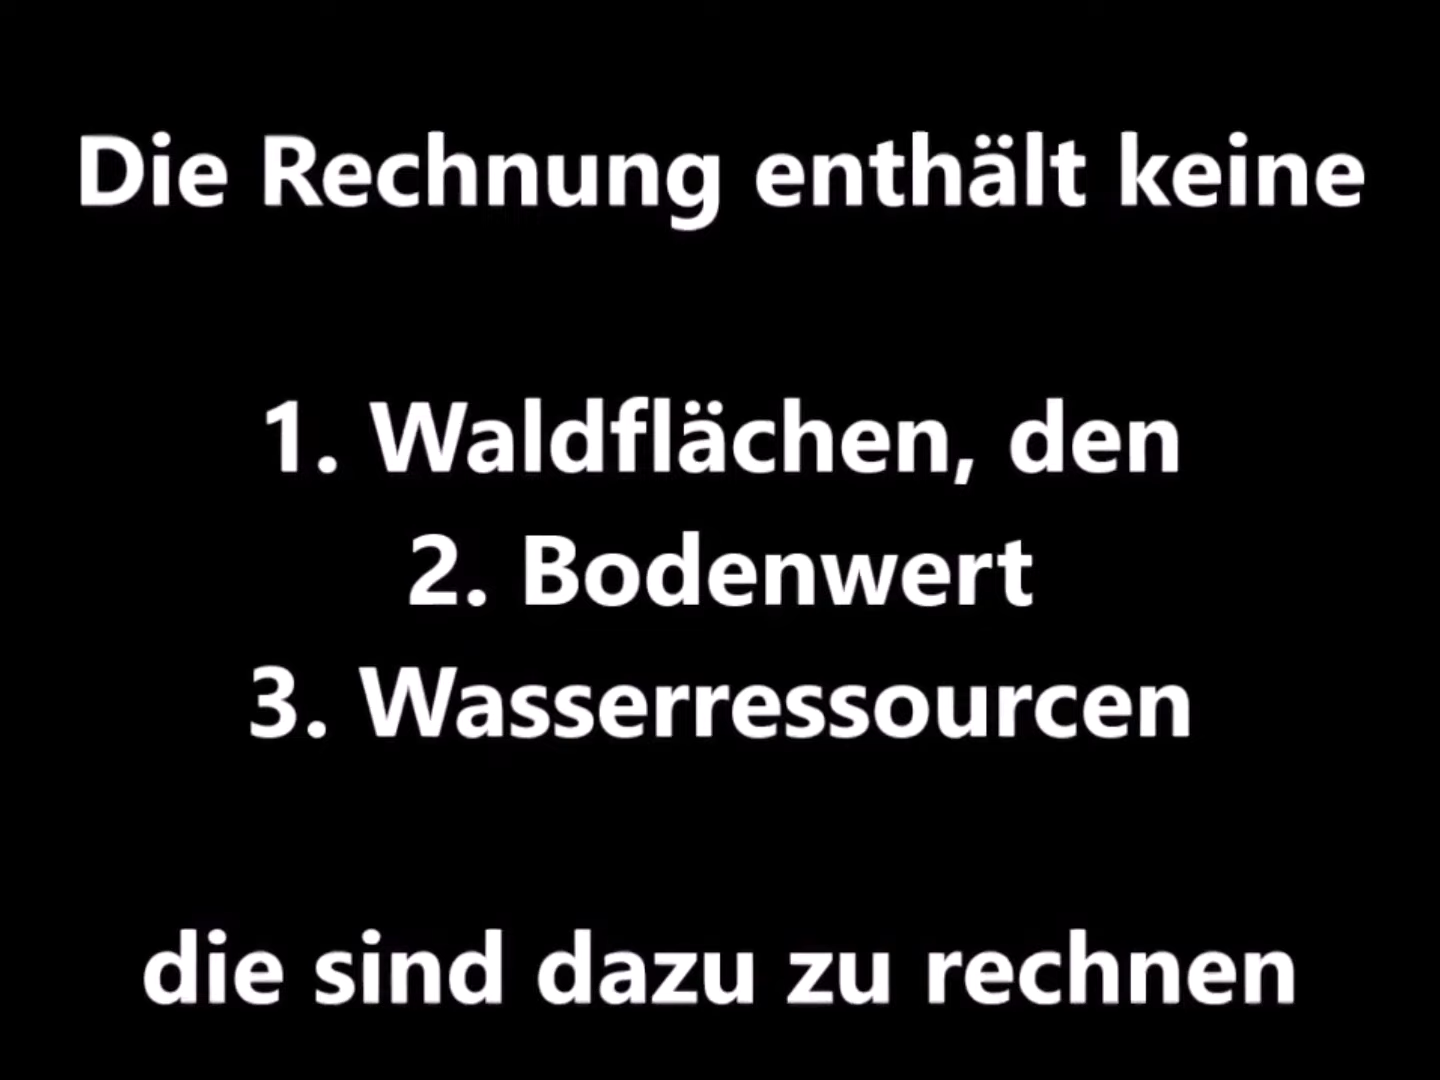 Die Rechnung enthält keine
1. Waldflächen, den
2. Bodenwert
3. Wasserressourcen
die sind dazu zu rechnen